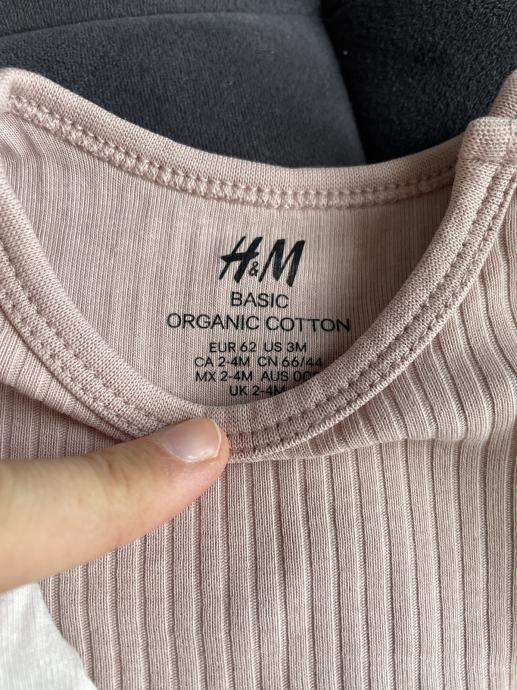 H&M
BASIC
ORGANIC COTTON
EUR 62 US 3M
CA 2-4M CN 66/44
MX 2-4M AUS 000
UK 2-4M